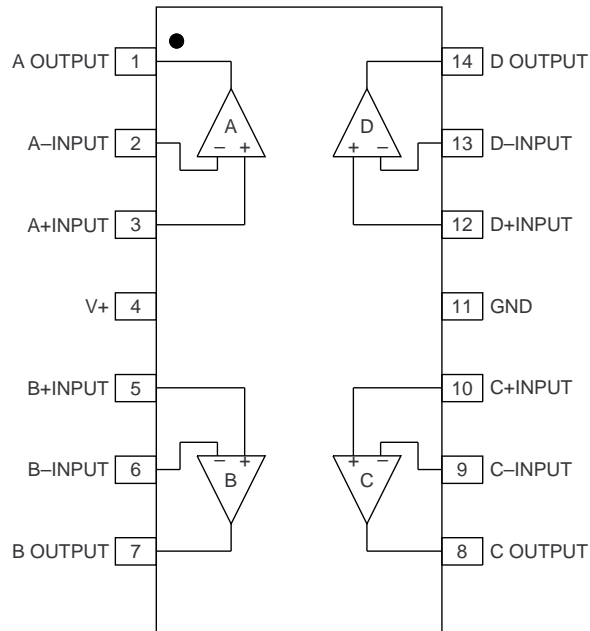 A OUTPUT 1
14 D OUTPUT
A
D
A–INPUT 2
– +
+ –
13 D–INPUT
A+INPUT 3
12 D+INPUT
V+ 4
11 GND
B+INPUT 5
10 C+INPUT
– +
+ –
B–INPUT 6
B
C
9 C–INPUT
B OUTPUT 7
8 C OUTPUT